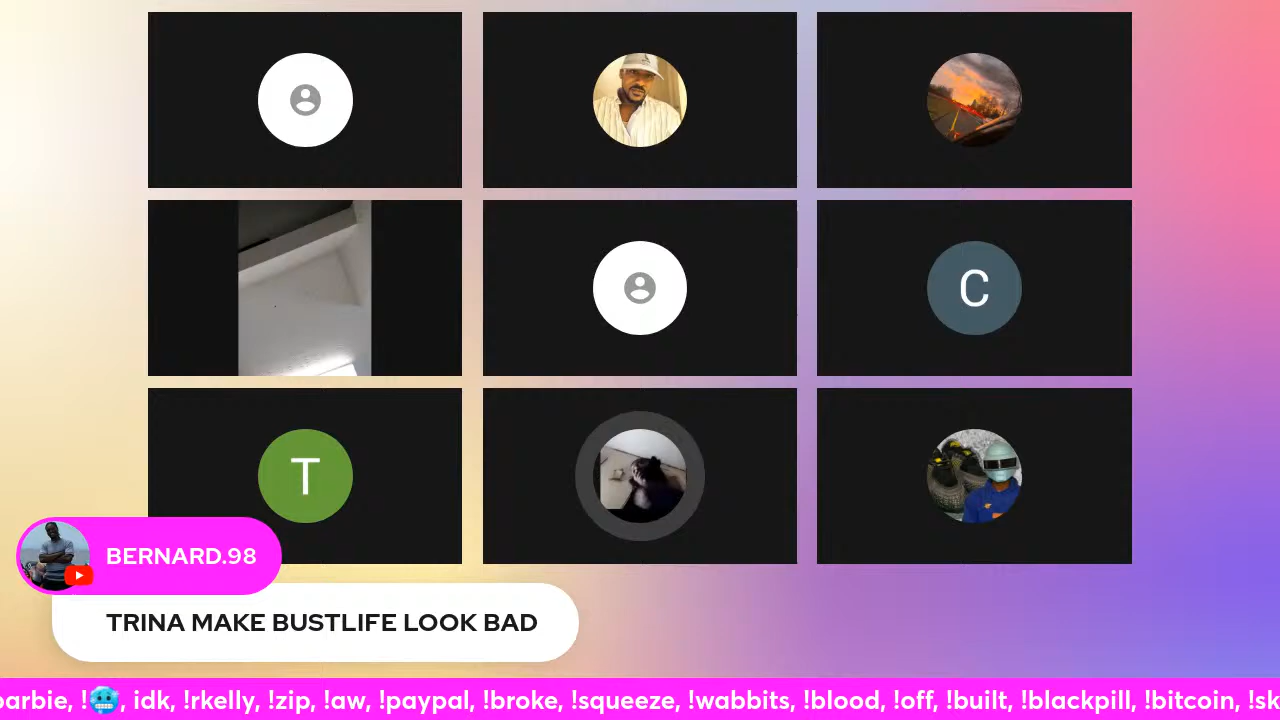 C
T
BERNARD.98
TRINA MAKE BUSTLIFE LOOK BAD
barbie, !🥶, idk, !rkelly, !zip, !aw, !paypal, !broke, !squeeze, !wabbits, !blood, !off, !built, !blackpill, !bitcoin, !sk